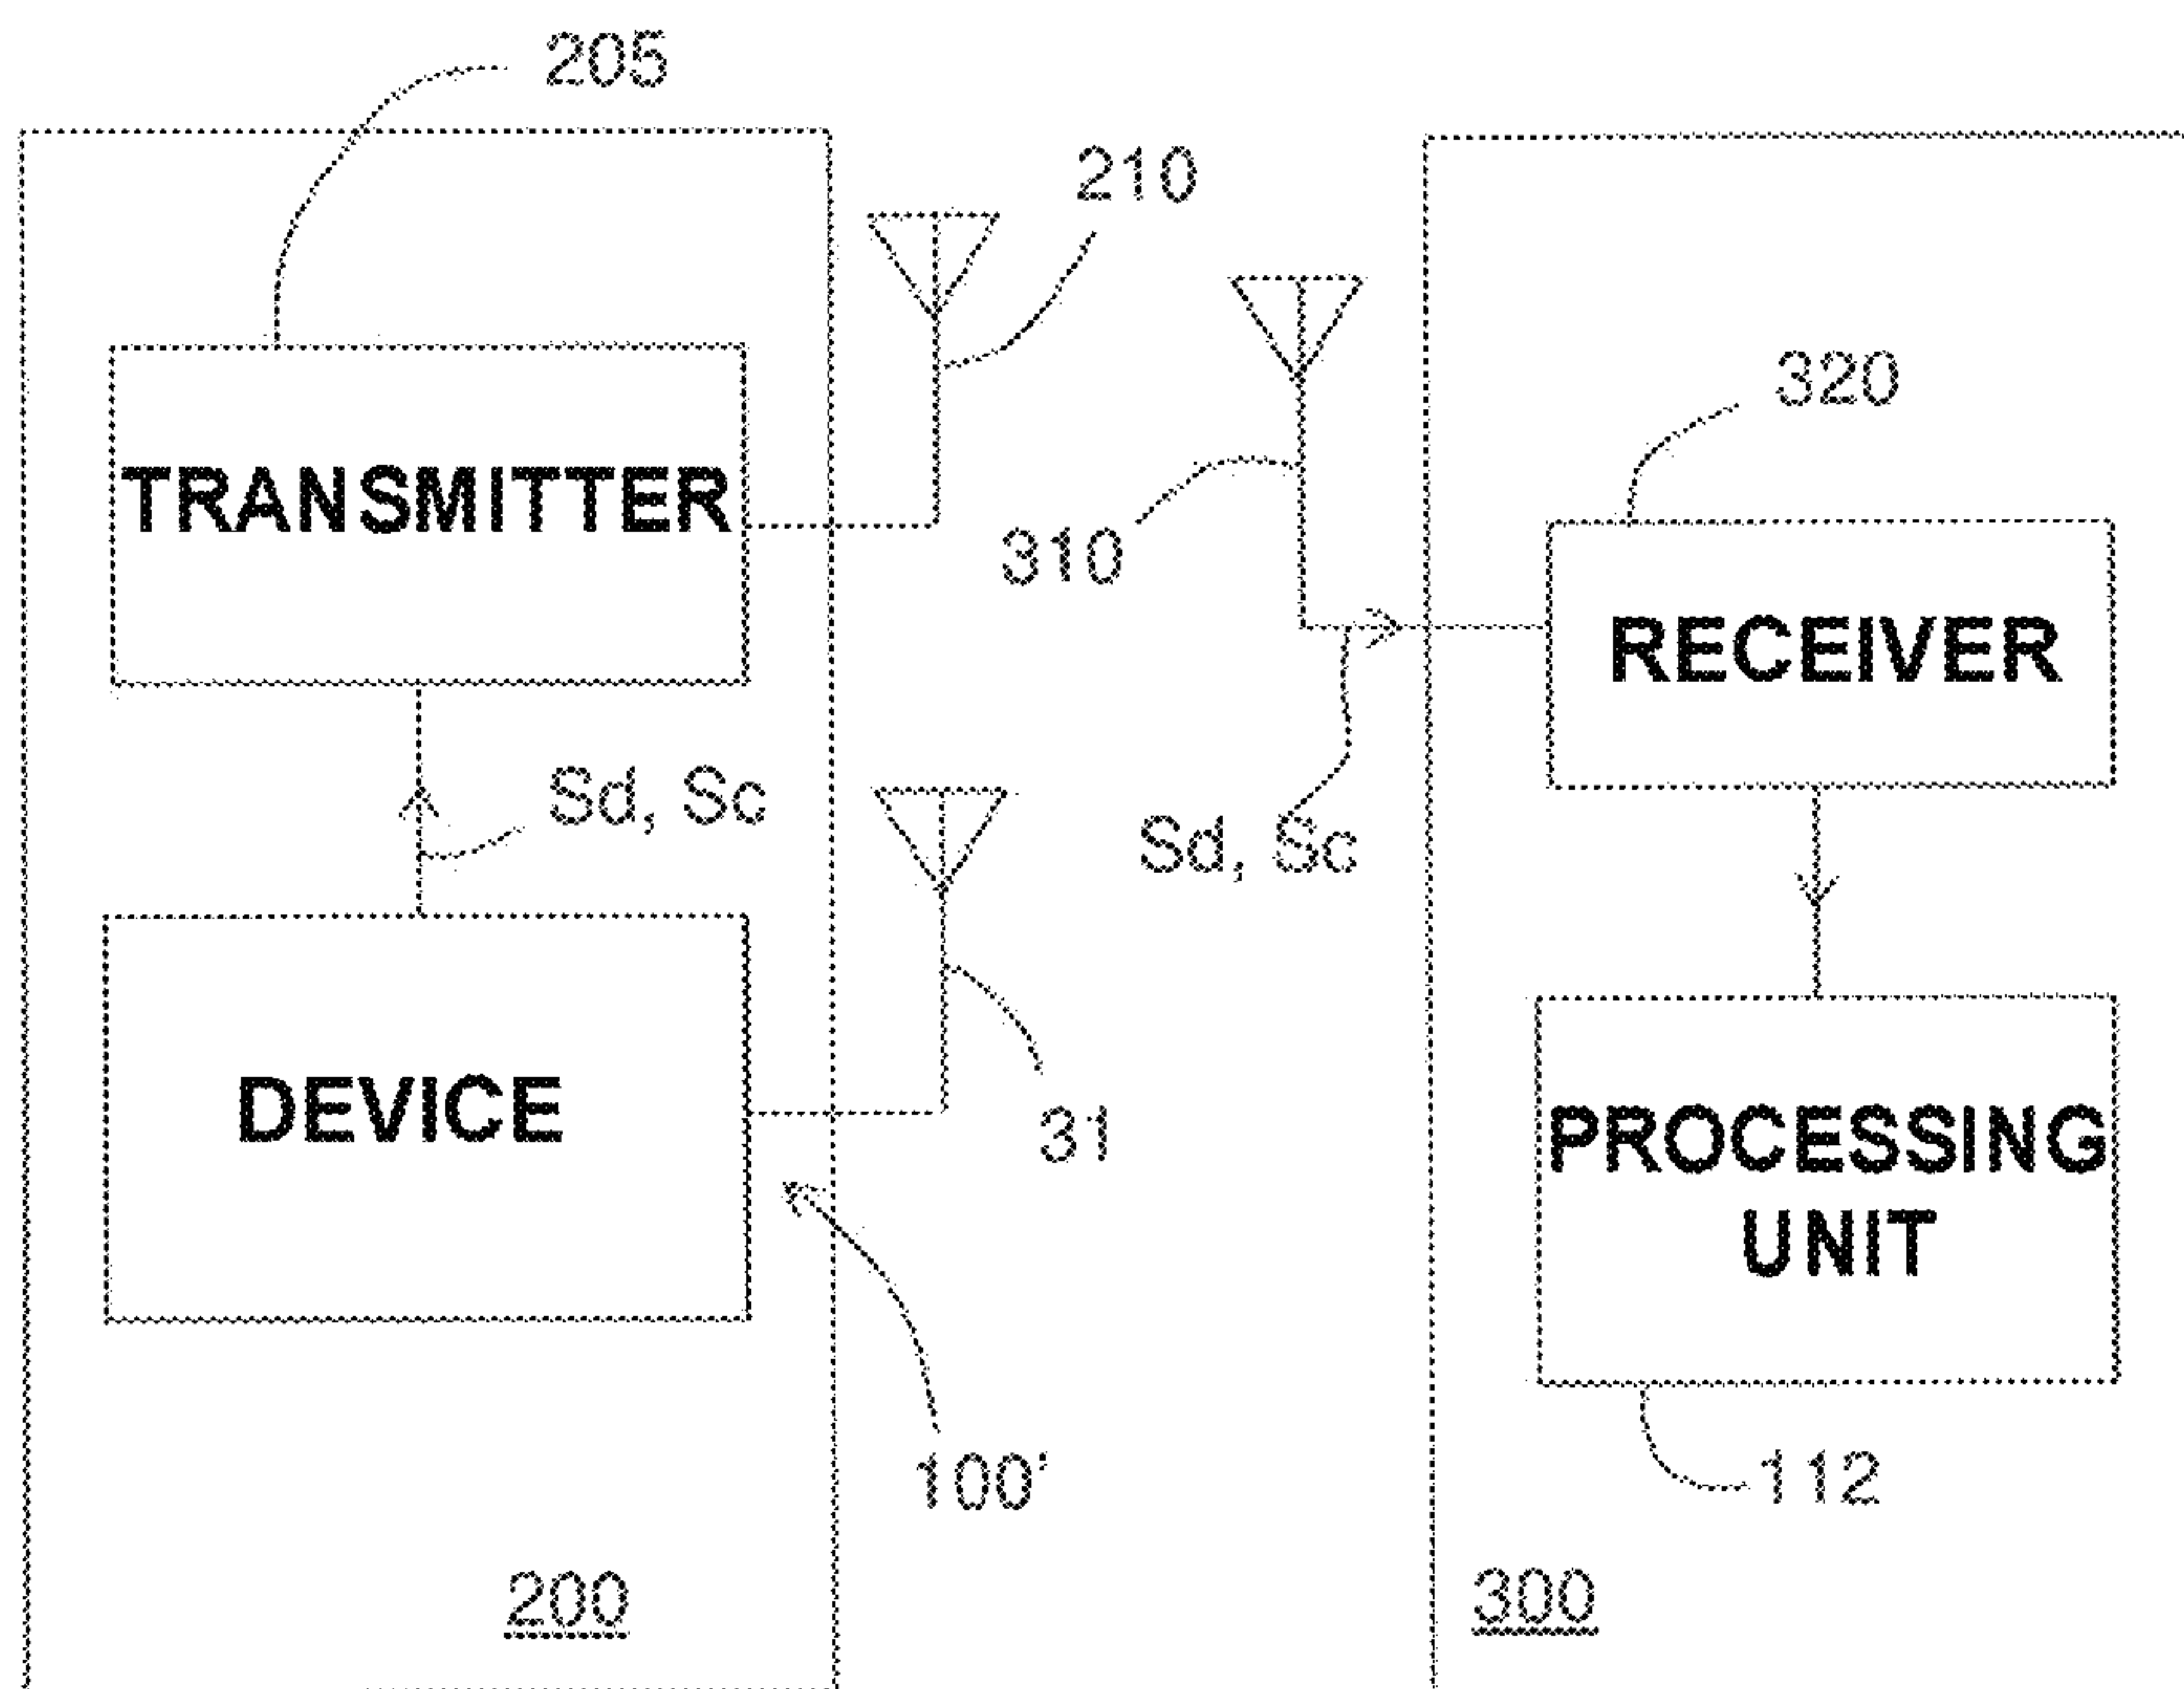 205
210
320
TRANSMITTER
310
RECEIVER
Sd, Sc
Sd, Sc
DEVICE
31
PROCESSING
UNIT
100'
112
200
300